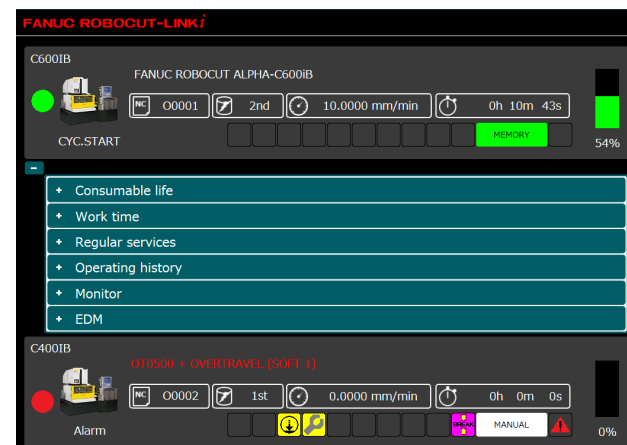 FANUC ROBOCUT-LINKi
C600IB
FANUC ROBOCUT ALPHA-C600iB
NC O0001 2nd 10.0000 mm/min 0h 10m 43s
CYC.START
MEMORY
54%
-
+ Consumable life
+ Work time
+ Regular services
+ Operating history
+ Monitor
+ EDM
C400IB
OT0500 + OVERTRAVEL (SOFT 1)
NC O0002 1st 0.0000 mm/min 0h 0m 0s
Alarm
BREAK
MANUAL
0%